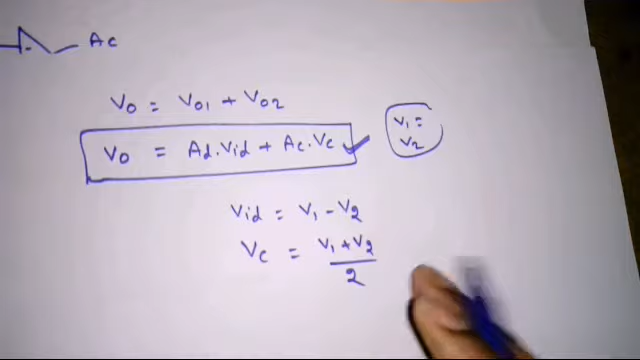 Ac
Vo = Vo1 + Vo2
Vo = Ad.Vid + Ac.Vc
V1 =
V2
Vid = V1 - V2
Vc = V1 + V2
2